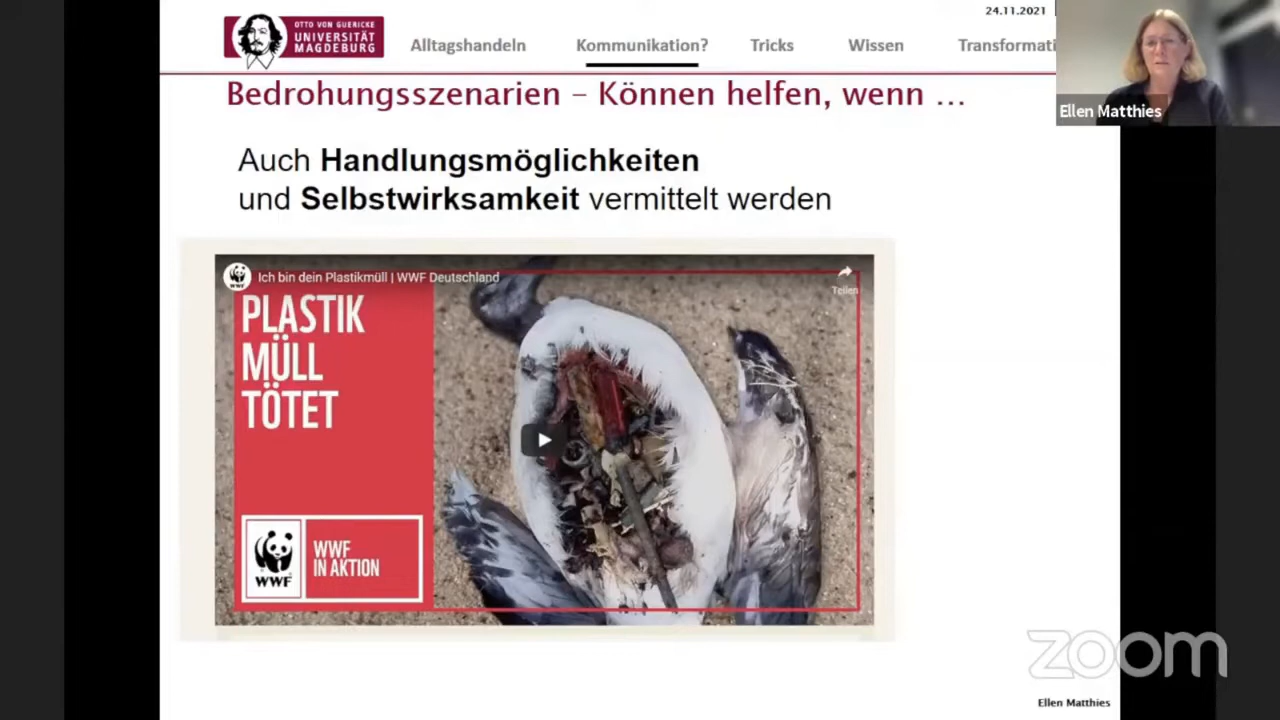 24.11.2021
OTTO VON GUERICKE
UNIVERSITÄT
MAGDEBURG
Alltagshandeln Kommunikation? Tricks Wissen Transformati
Ellen Matthies
Bedrohungsszenarien – Können helfen, wenn …
Auch Handlungsmöglichkeiten
und Selbstwirksamkeit vermittelt werden
Ich bin dein Plastikmüll | WWF Deutschland
Teilen
PLASTIK
MÜLL
TÖTET
WWF
WWF
IN AKTION
zoom
Ellen Matthies